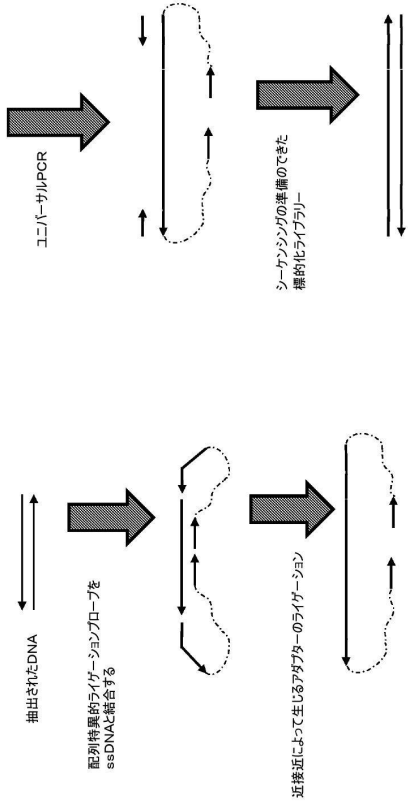 抽出されたDNA
配列特異的ライゲーションプローブを
ssDNAと結合する
近接近によって生じるアダプターのライゲーション
ユニバーサルPCR
シーケンシングの準備のできた
標的化ライブラリー